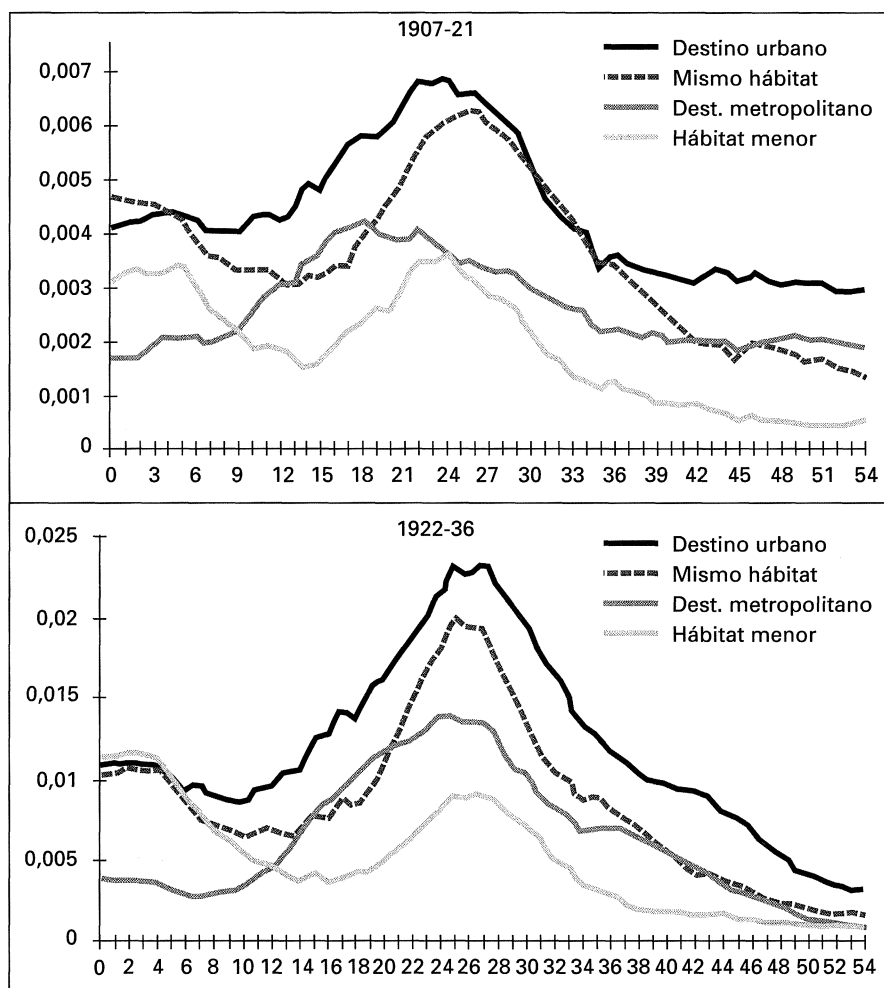 1907-21
Destino urbano
Mismo hábitat
Dest. metropolitano
Hábitat menor
0,007
0,006
0,005
0,004
0,003
0,002
0,001
0
0 3 6 9 12 15 18 21 24 27 30 33 36 39 42 45 48 51 54
1922-36
Destino urbano
Mismo hábitat
Dest. metropolitano
Hábitat menor
0,025
0,02
0,015
0,01
0,005
0
0 2 4 6 8 10 12 14 16 18 20 22 24 26 28 30 32 34 36 38 40 42 44 46 48 50 52 54